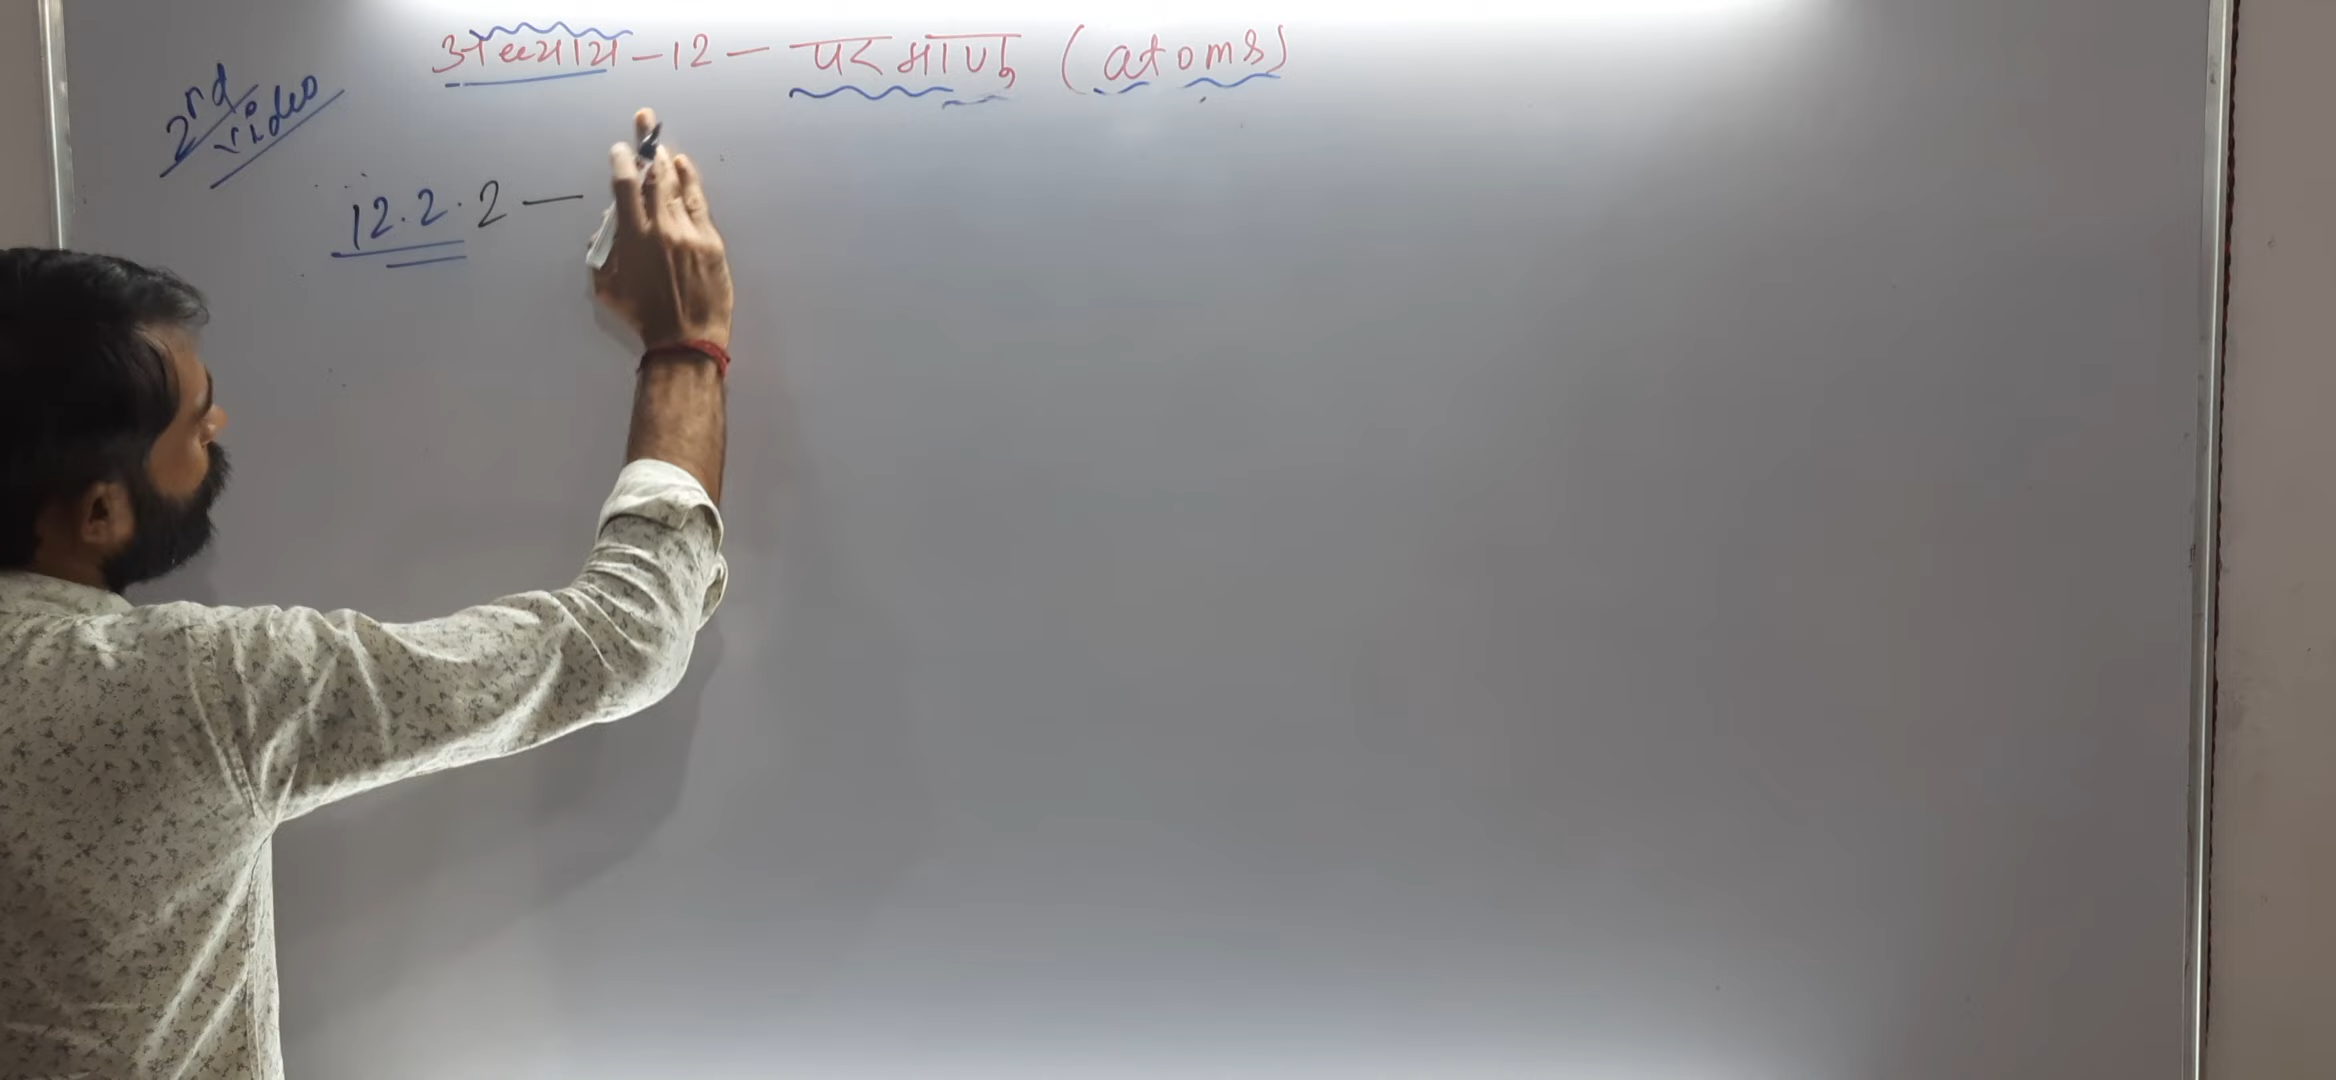 अध्याय-12- परमाणु (atoms)
2rd
video
12.2.2 —